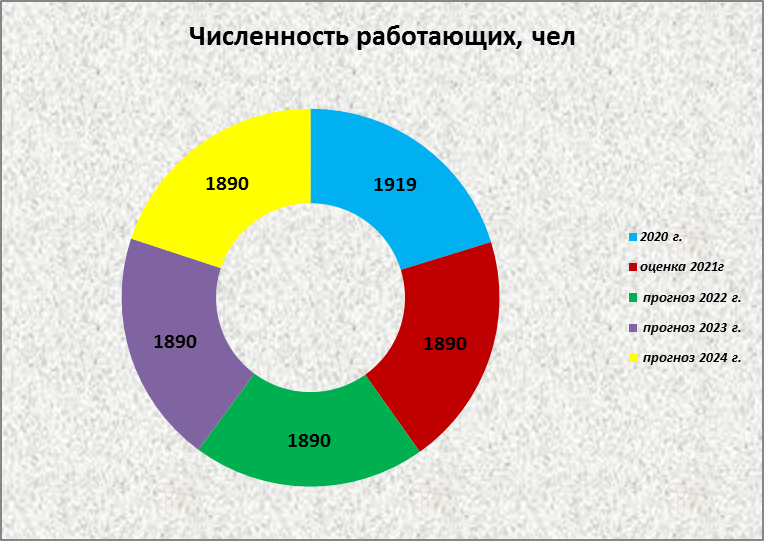 Численность работающих, чел
1890
1919
1890
1890
1890
2020 г.
оценка 2021г
прогноз 2022 г.
прогноз 2023 г.
прогноз 2024 г.